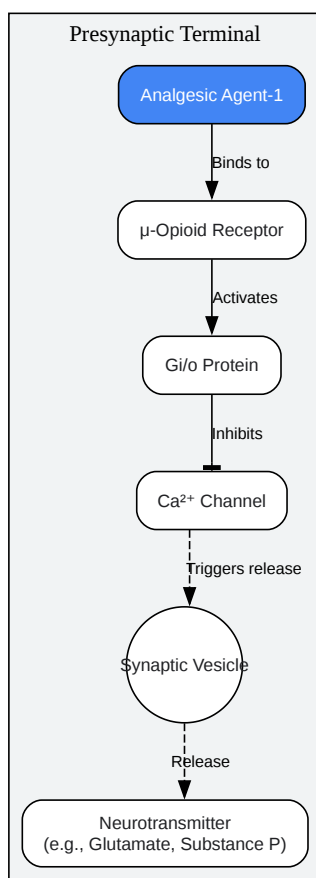 Presynaptic Terminal
Analgesic Agent-1
Binds to
μ-Opioid Receptor
Activates
Gi/o Protein
Inhibits
Ca²⁺ Channel
Triggers release
Synaptic Vesicle
Release
Neurotransmitter
(e.g., Glutamate, Substance P)